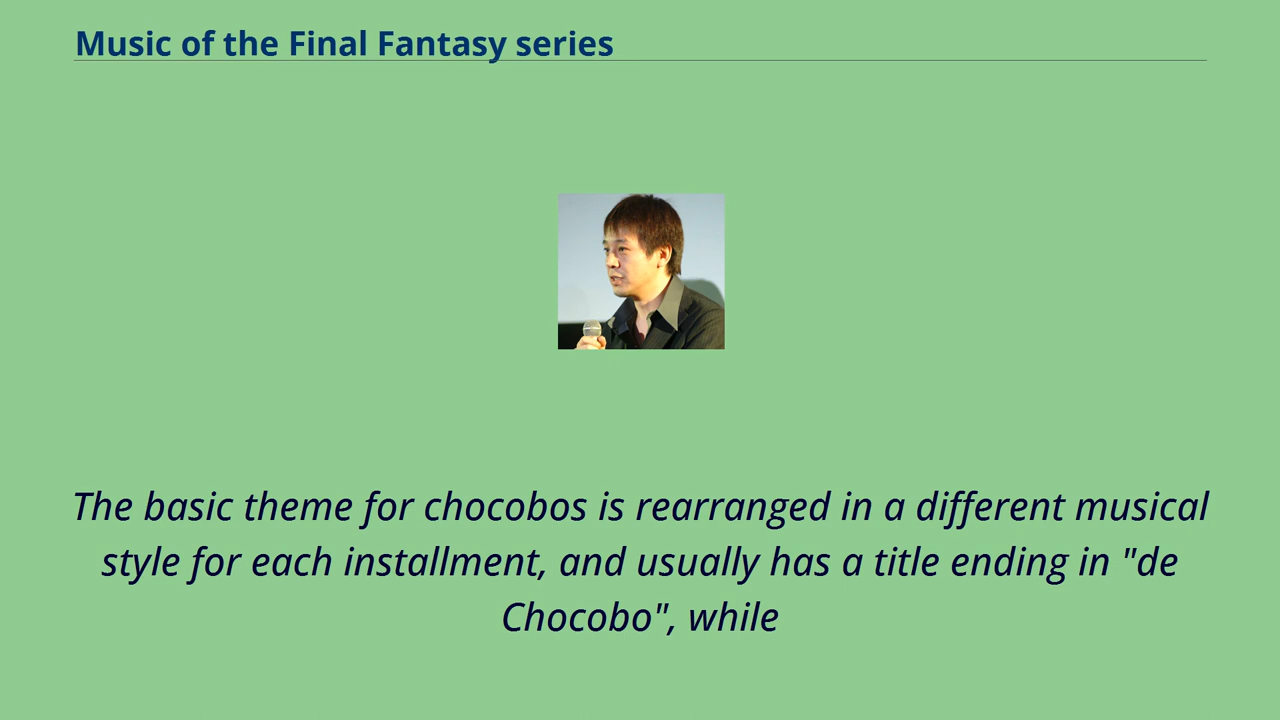 Music of the Final Fantasy series
The basic theme for chocobos is rearranged in a different musical
style for each installment, and usually has a title ending in "de
Chocobo", while